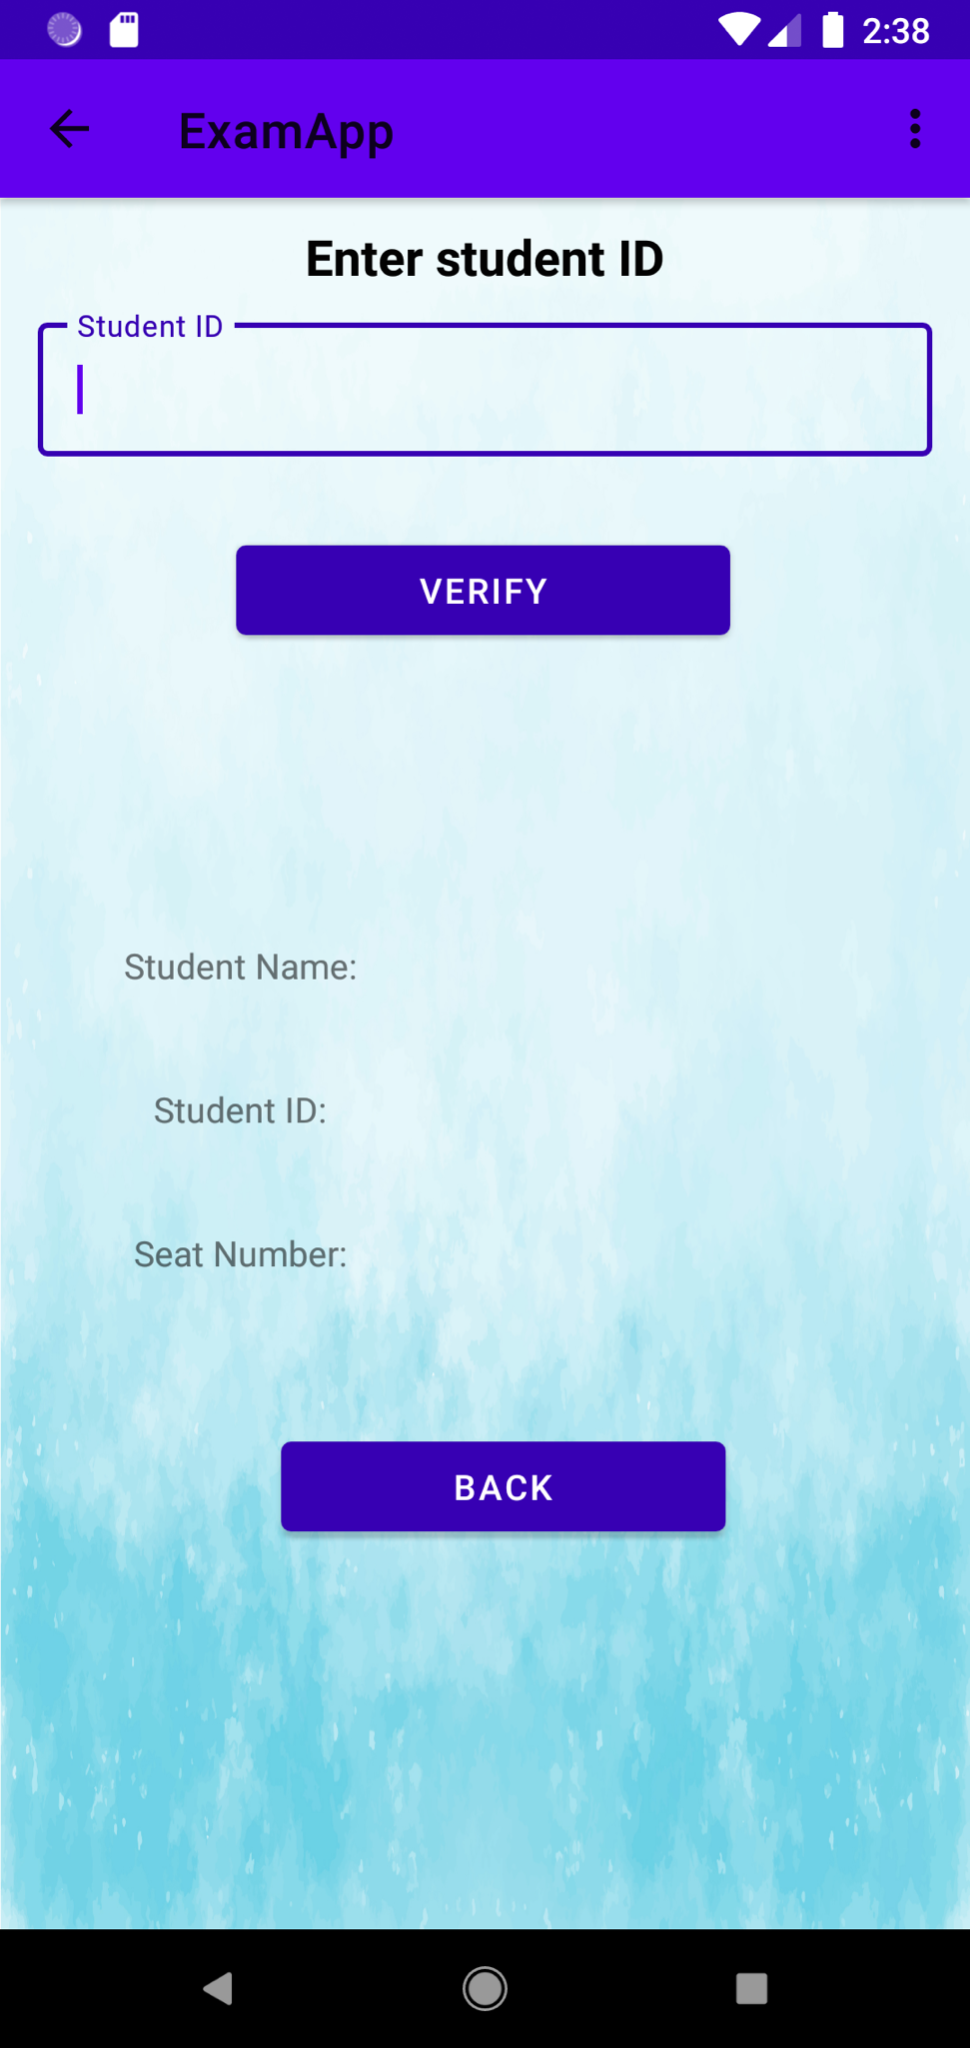 2:38
ExamApp
Enter student ID
Student ID
VERIFY
Student Name:
Student ID:
Seat Number:
BACK